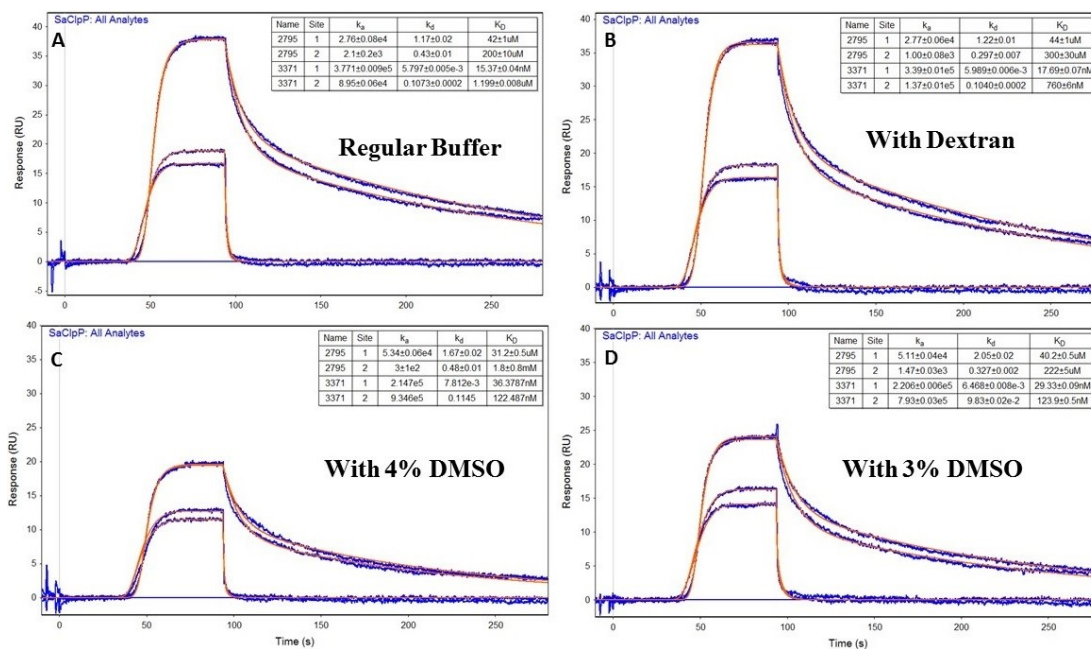 SaClpP: All Analytes
A
Name Site ka kd KD
2795 1 2.76±0.08e4 1.17±0.02 42±1uM
2795 2 2.1±0.2e3 0.43±0.01 200±10uM
3371 1 3.771±0.009e5 5.797±0.005e-3 15.37±0.04nM
3371 2 8.95±0.06e4 0.1073±0.0002 1.199±0.008uM
Regular Buffer
Response (RU)
40
35
30
25
20
15
10
5
0
-5
0 50 100 150 200 250
SaClpP: All Analytes
B
Name Site ka kd KD
2795 1 2.77±0.06e4 1.22±0.01 44±1uM
2795 2 1.00±0.08e3 0.297±0.007 300±30uM
3371 1 3.39±0.01e5 5.989±0.006e-3 17.69±0.07nM
3371 2 1.37±0.01e5 0.1040±0.0002 760±6nM
With Dextran
Response (RU)
40
35
30
25
20
15
10
5
0
0 50 100 150 200 250
SaClpP: All Analytes
C
Name Site ka kd KD
2795 1 5.34±0.06e4 1.67±0.02 31.2±0.5uM
2795 2 3±1e2 0.48±0.01 1.8±0.8mM
3371 1 2.147e5 7.812e-3 36.3787nM
3371 2 9.346e5 0.1145 122.487nM
With 4% DMSO
Response (RU)
40
35
30
25
20
15
10
5
0
0 50 100 150 200 250
Time (s)
SaClpP: All Analytes
D
Name Site ka kd KD
2795 1 5.11±0.04e4 2.05±0.02 40.2±0.5uM
2795 2 1.47±0.03e3 0.327±0.002 222±5uM
3371 1 2.206±0.006e5 6.468±0.008e-3 29.33±0.09nM
3371 2 7.93±0.03e5 9.83±0.02e-2 123.9±0.5nM
With 3% DMSO
Response (RU)
40
35
30
25
20
15
10
5
0
0 50 100 150 200 250
Time (s)